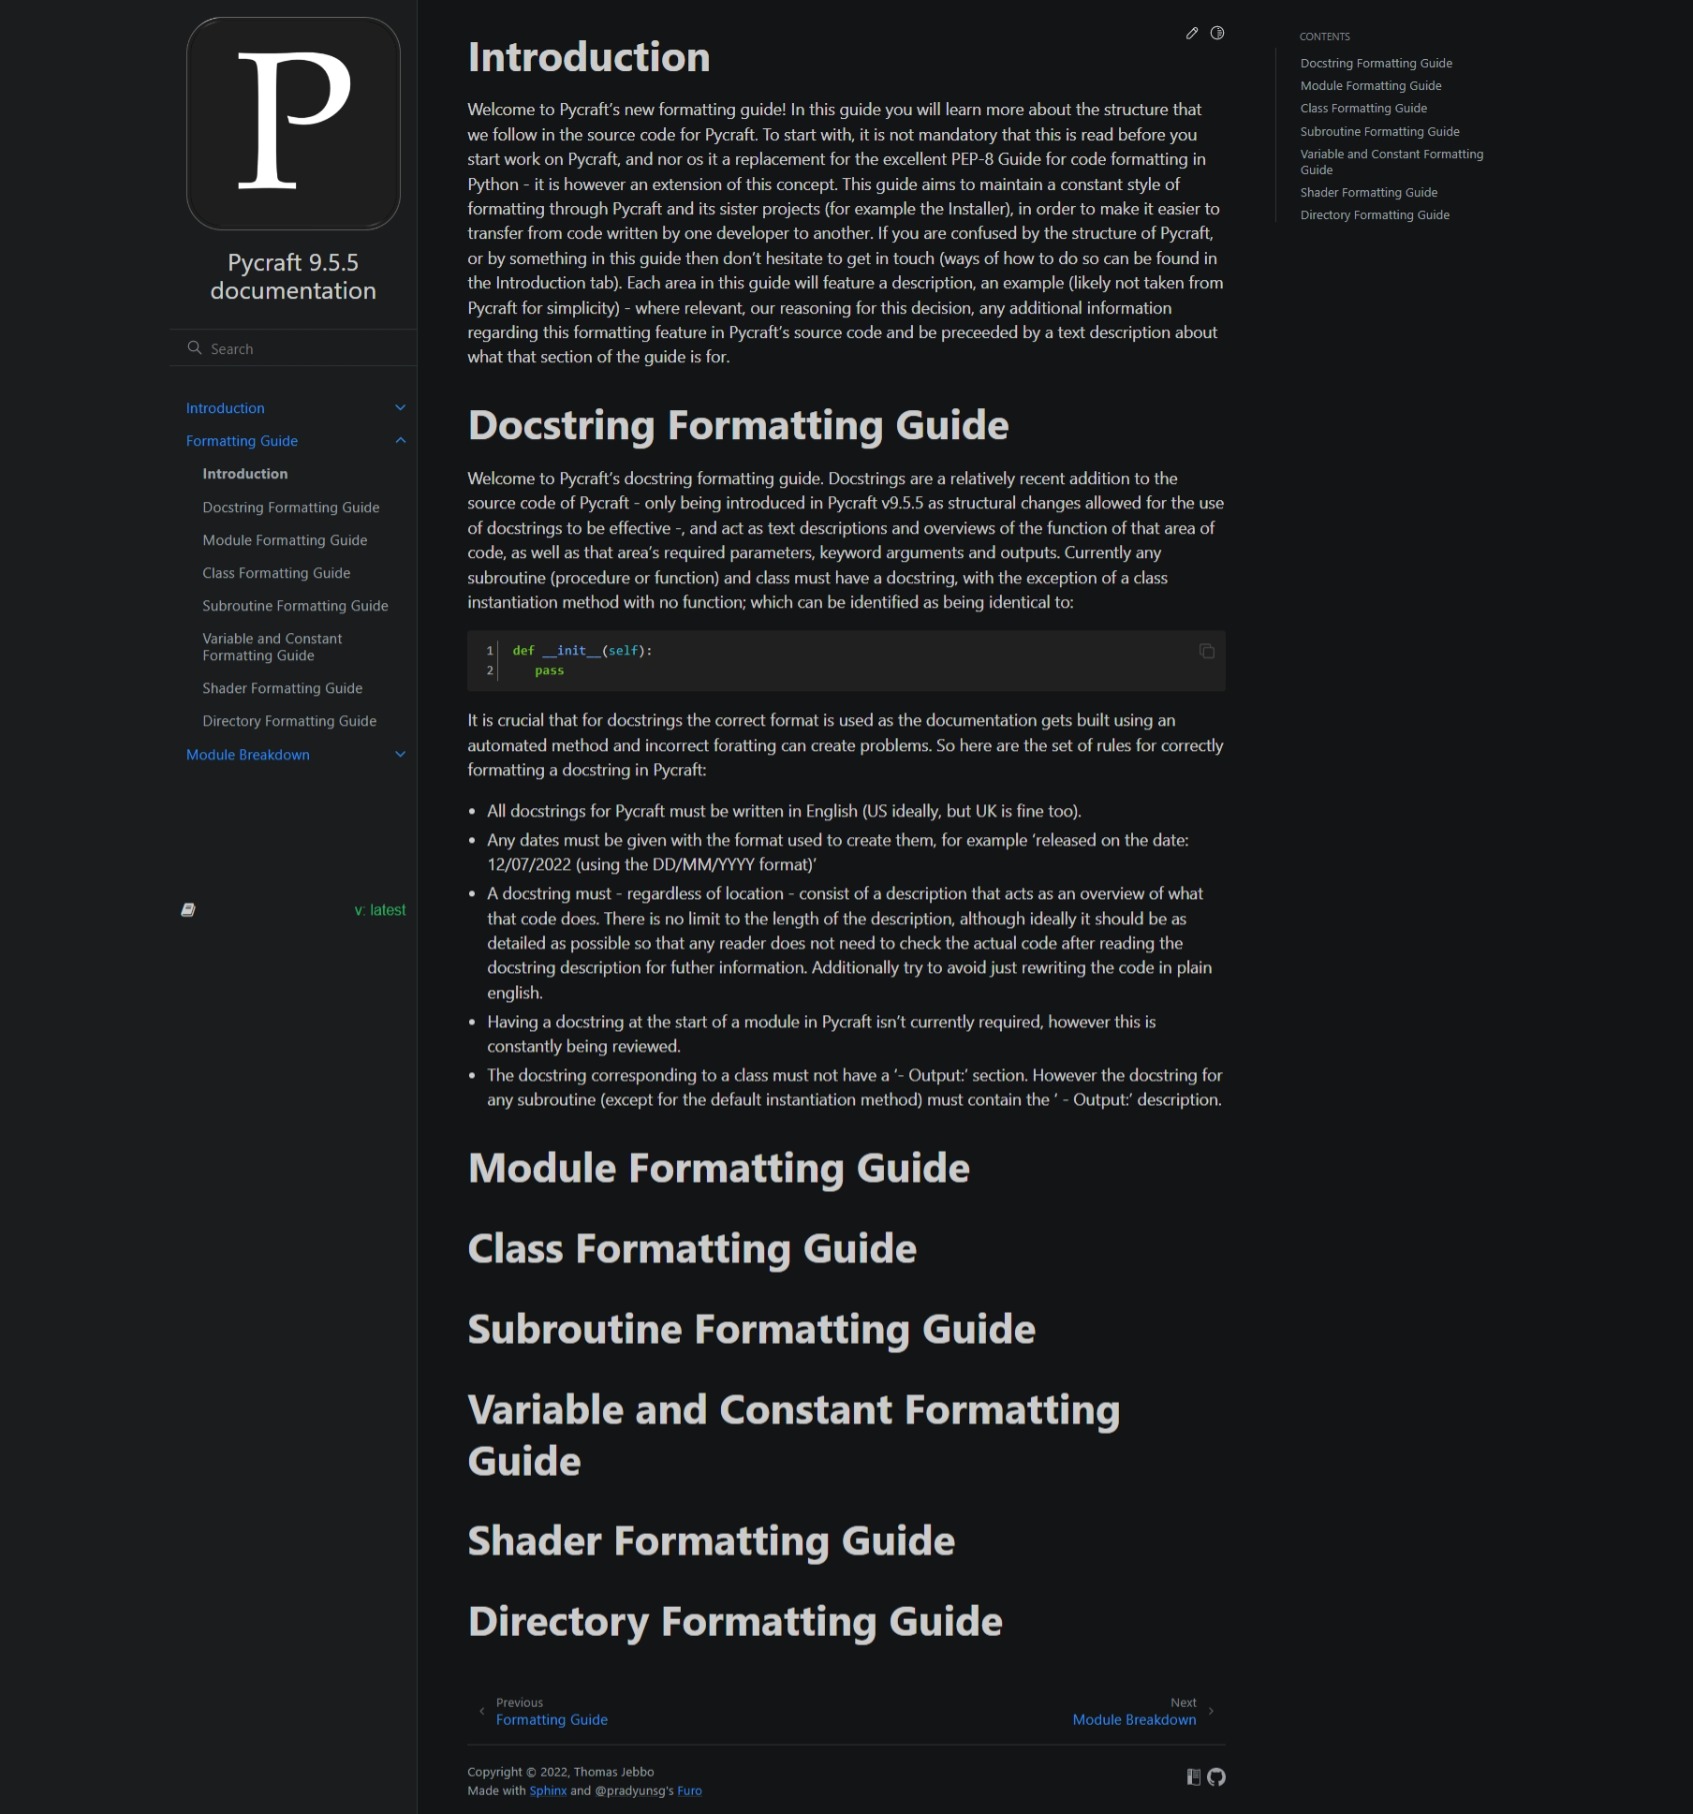 P
Pycraft 9.5.5
documentation
Search
Introduction
Formatting Guide
Introduction
Docstring Formatting Guide
Module Formatting Guide
Class Formatting Guide
Subroutine Formatting Guide
Variable and Constant
Formatting Guide
Shader Formatting Guide
Directory Formatting Guide
Module Breakdown
v: latest
Introduction
Welcome to Pycraft’s new formatting guide! In this guide you will learn more about the structure that
we follow in the source code for Pycraft. To start with, it is not mandatory that this is read before you
start work on Pycraft, and nor os it a replacement for the excellent PEP-8 Guide for code formatting in
Python - it is however an extension of this concept. This guide aims to maintain a constant style of
formatting through Pycraft and its sister projects (for example the Installer), in order to make it easier to
transfer from code written by one developer to another. If you are confused by the structure of Pycraft,
or by something in this guide then don’t hesitate to get in touch (ways of how to do so can be found in
the Introduction tab). Each area in this guide will feature a description, an example (likely not taken from
Pycraft for simplicity) - where relevant, our reasoning for this decision, any additional information
regarding this formatting feature in Pycraft’s source code and be preceeded by a text description about
what that section of the guide is for.
Docstring Formatting Guide
Welcome to Pycraft’s docstring formatting guide. Docstrings are a relatively recent addition to the
source code of Pycraft - only being introduced in Pycraft v9.5.5 as structural changes allowed for the use
of docstrings to be effective -, and act as text descriptions and overviews of the function of that area of
code, as well as that area’s required parameters, keyword arguments and outputs. Currently any
subroutine (procedure or function) and class must have a docstring, with the exception of a class
instantiation method with no function; which can be identified as being identical to:
1 def __init__(self):
2 pass
It is crucial that for docstrings the correct format is used as the documentation gets built using an
automated method and incorrect foratting can create problems. So here are the set of rules for correctly
formatting a docstring in Pycraft:
• All docstrings for Pycraft must be written in English (US ideally, but UK is fine too).
• Any dates must be given with the format used to create them, for example ‘released on the date:
12/07/2022 (using the DD/MM/YYYY format)’
• A docstring must - regardless of location - consist of a description that acts as an overview of what
that code does. There is no limit to the length of the description, although ideally it should be as
detailed as possible so that any reader does not need to check the actual code after reading the
docstring description for futher information. Additionally try to avoid just rewriting the code in plain
english.
• Having a docstring at the start of a module in Pycraft isn’t currently required, however this is
constantly being reviewed.
• The docstring corresponding to a class must not have a ‘- Output:’ section. However the docstring for
any subroutine (except for the default instantiation method) must contain the ‘ - Output:’ description.
Module Formatting Guide
Class Formatting Guide
Subroutine Formatting Guide
Variable and Constant Formatting
Guide
Shader Formatting Guide
Directory Formatting Guide
Previous
Formatting Guide
Next
Module Breakdown
Copyright © 2022, Thomas Jebbo
Made with Sphinx and @pradyunsg's Furo
CONTENTS
Docstring Formatting Guide
Module Formatting Guide
Class Formatting Guide
Subroutine Formatting Guide
Variable and Constant Formatting
Guide
Shader Formatting Guide
Directory Formatting Guide